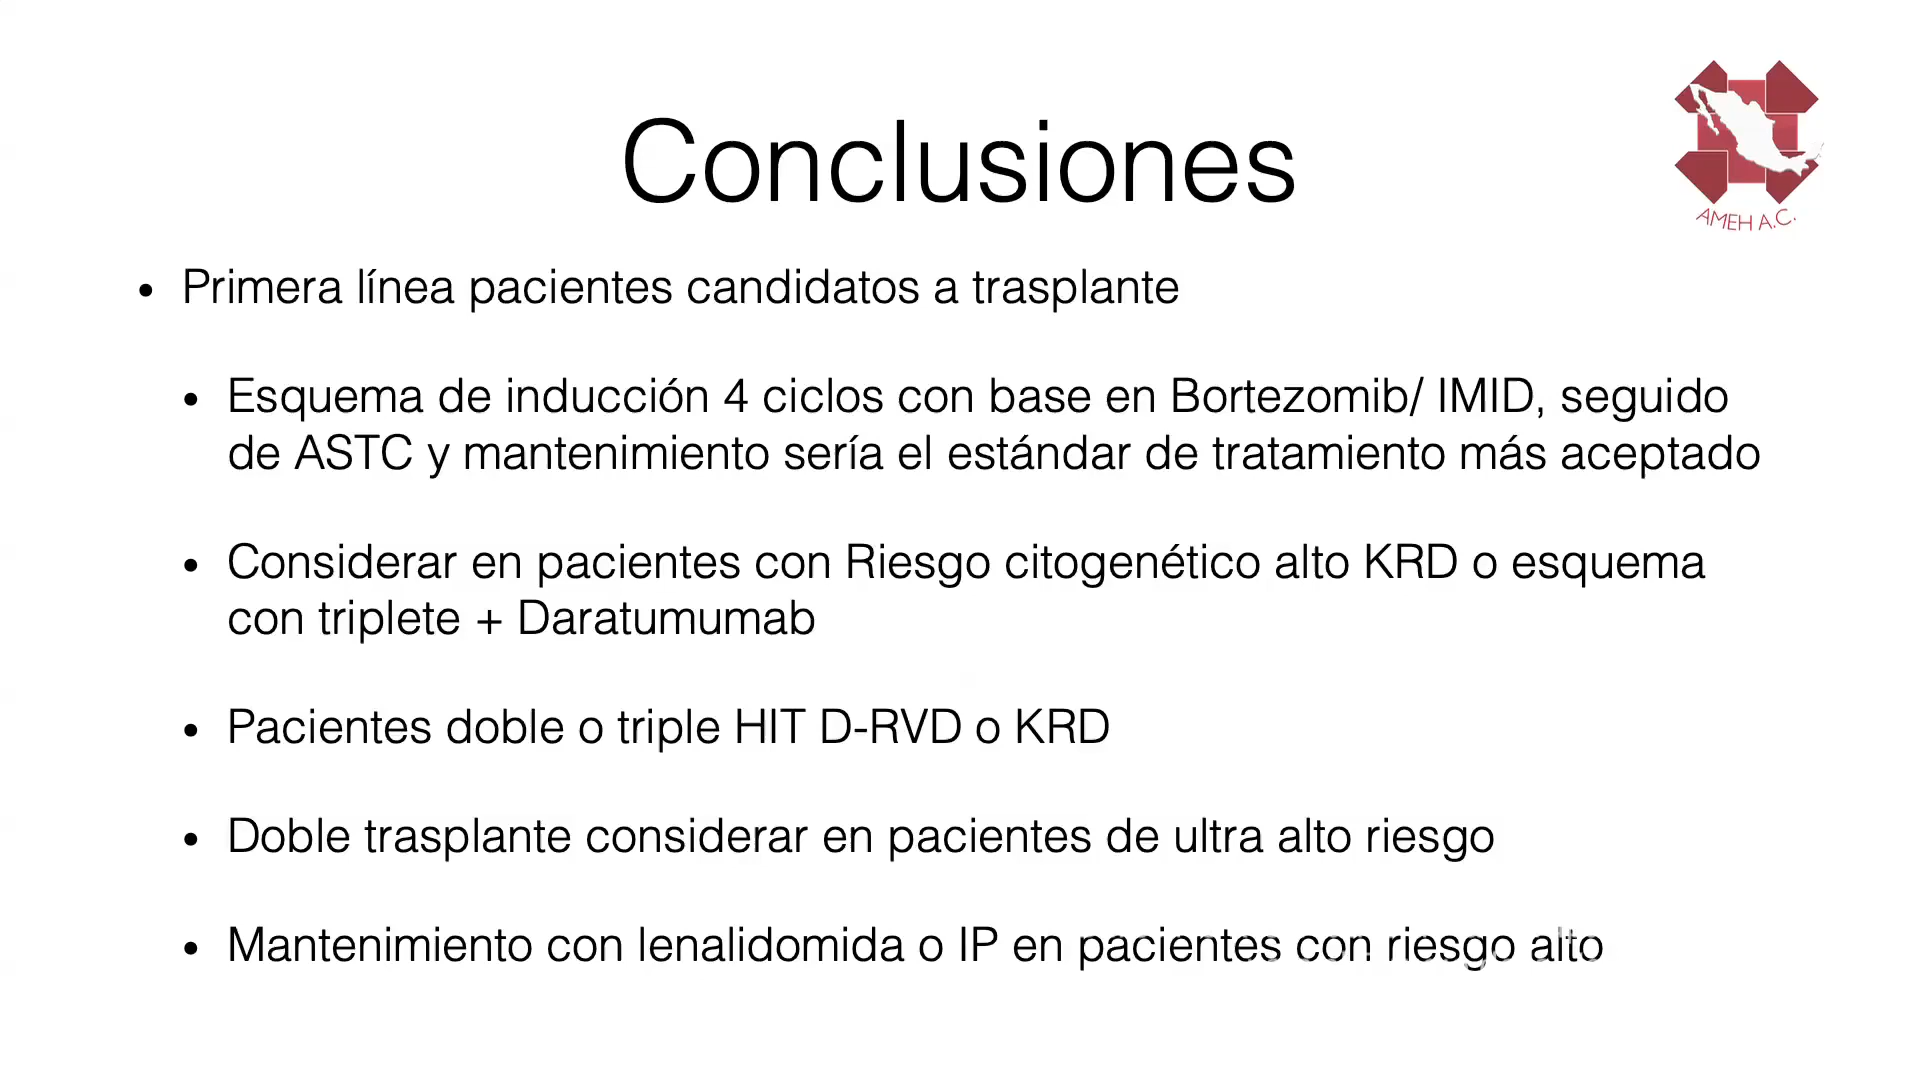 Conclusiones
AMEH A.C.
• Primera línea pacientes candidatos a trasplante
• Esquema de inducción 4 ciclos con base en Bortezomib/ IMID, seguido
de ASTC y mantenimiento sería el estándar de tratamiento más aceptado
• Considerar en pacientes con Riesgo citogenético alto KRD o esquema
con triplete + Daratumumab
• Pacientes doble o triple HIT D-RVD o KRD
• Doble trasplante considerar en pacientes de ultra alto riesgo
• Mantenimiento con lenalidomida o IP en pacientes con riesgo alto